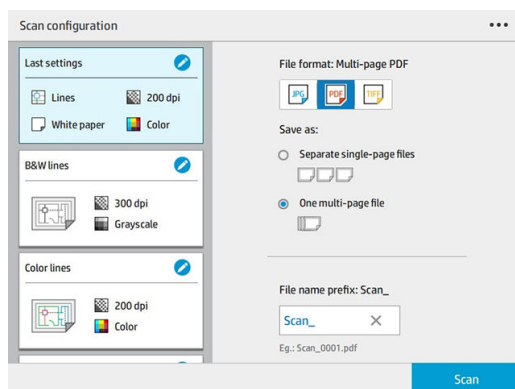 Scan configuration
Last settings
Lines
200 dpi
White paper
Color
B&W lines
300 dpi
Grayscale
Color lines
200 dpi
Color
File format: Multi-page PDF
JPG
PDF
TIFF
Save as:
Separate single-page files
One multi-page file
File name prefix: Scan_
Scan_
Eg.: Scan_0001.pdf
Scan